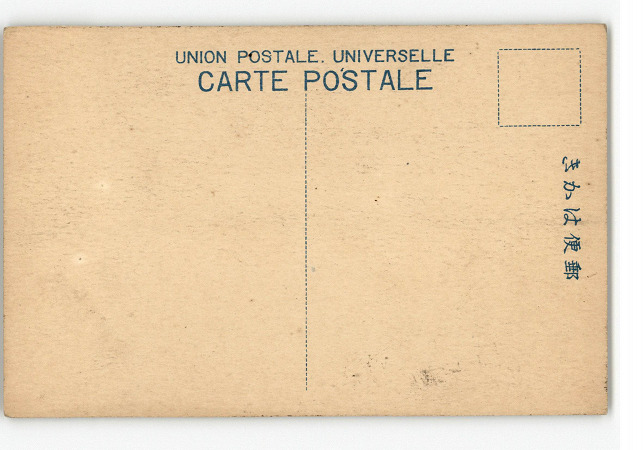 UNION POSTALE. UNIVERSELLE
CARTE POSTALE
郵便はかき